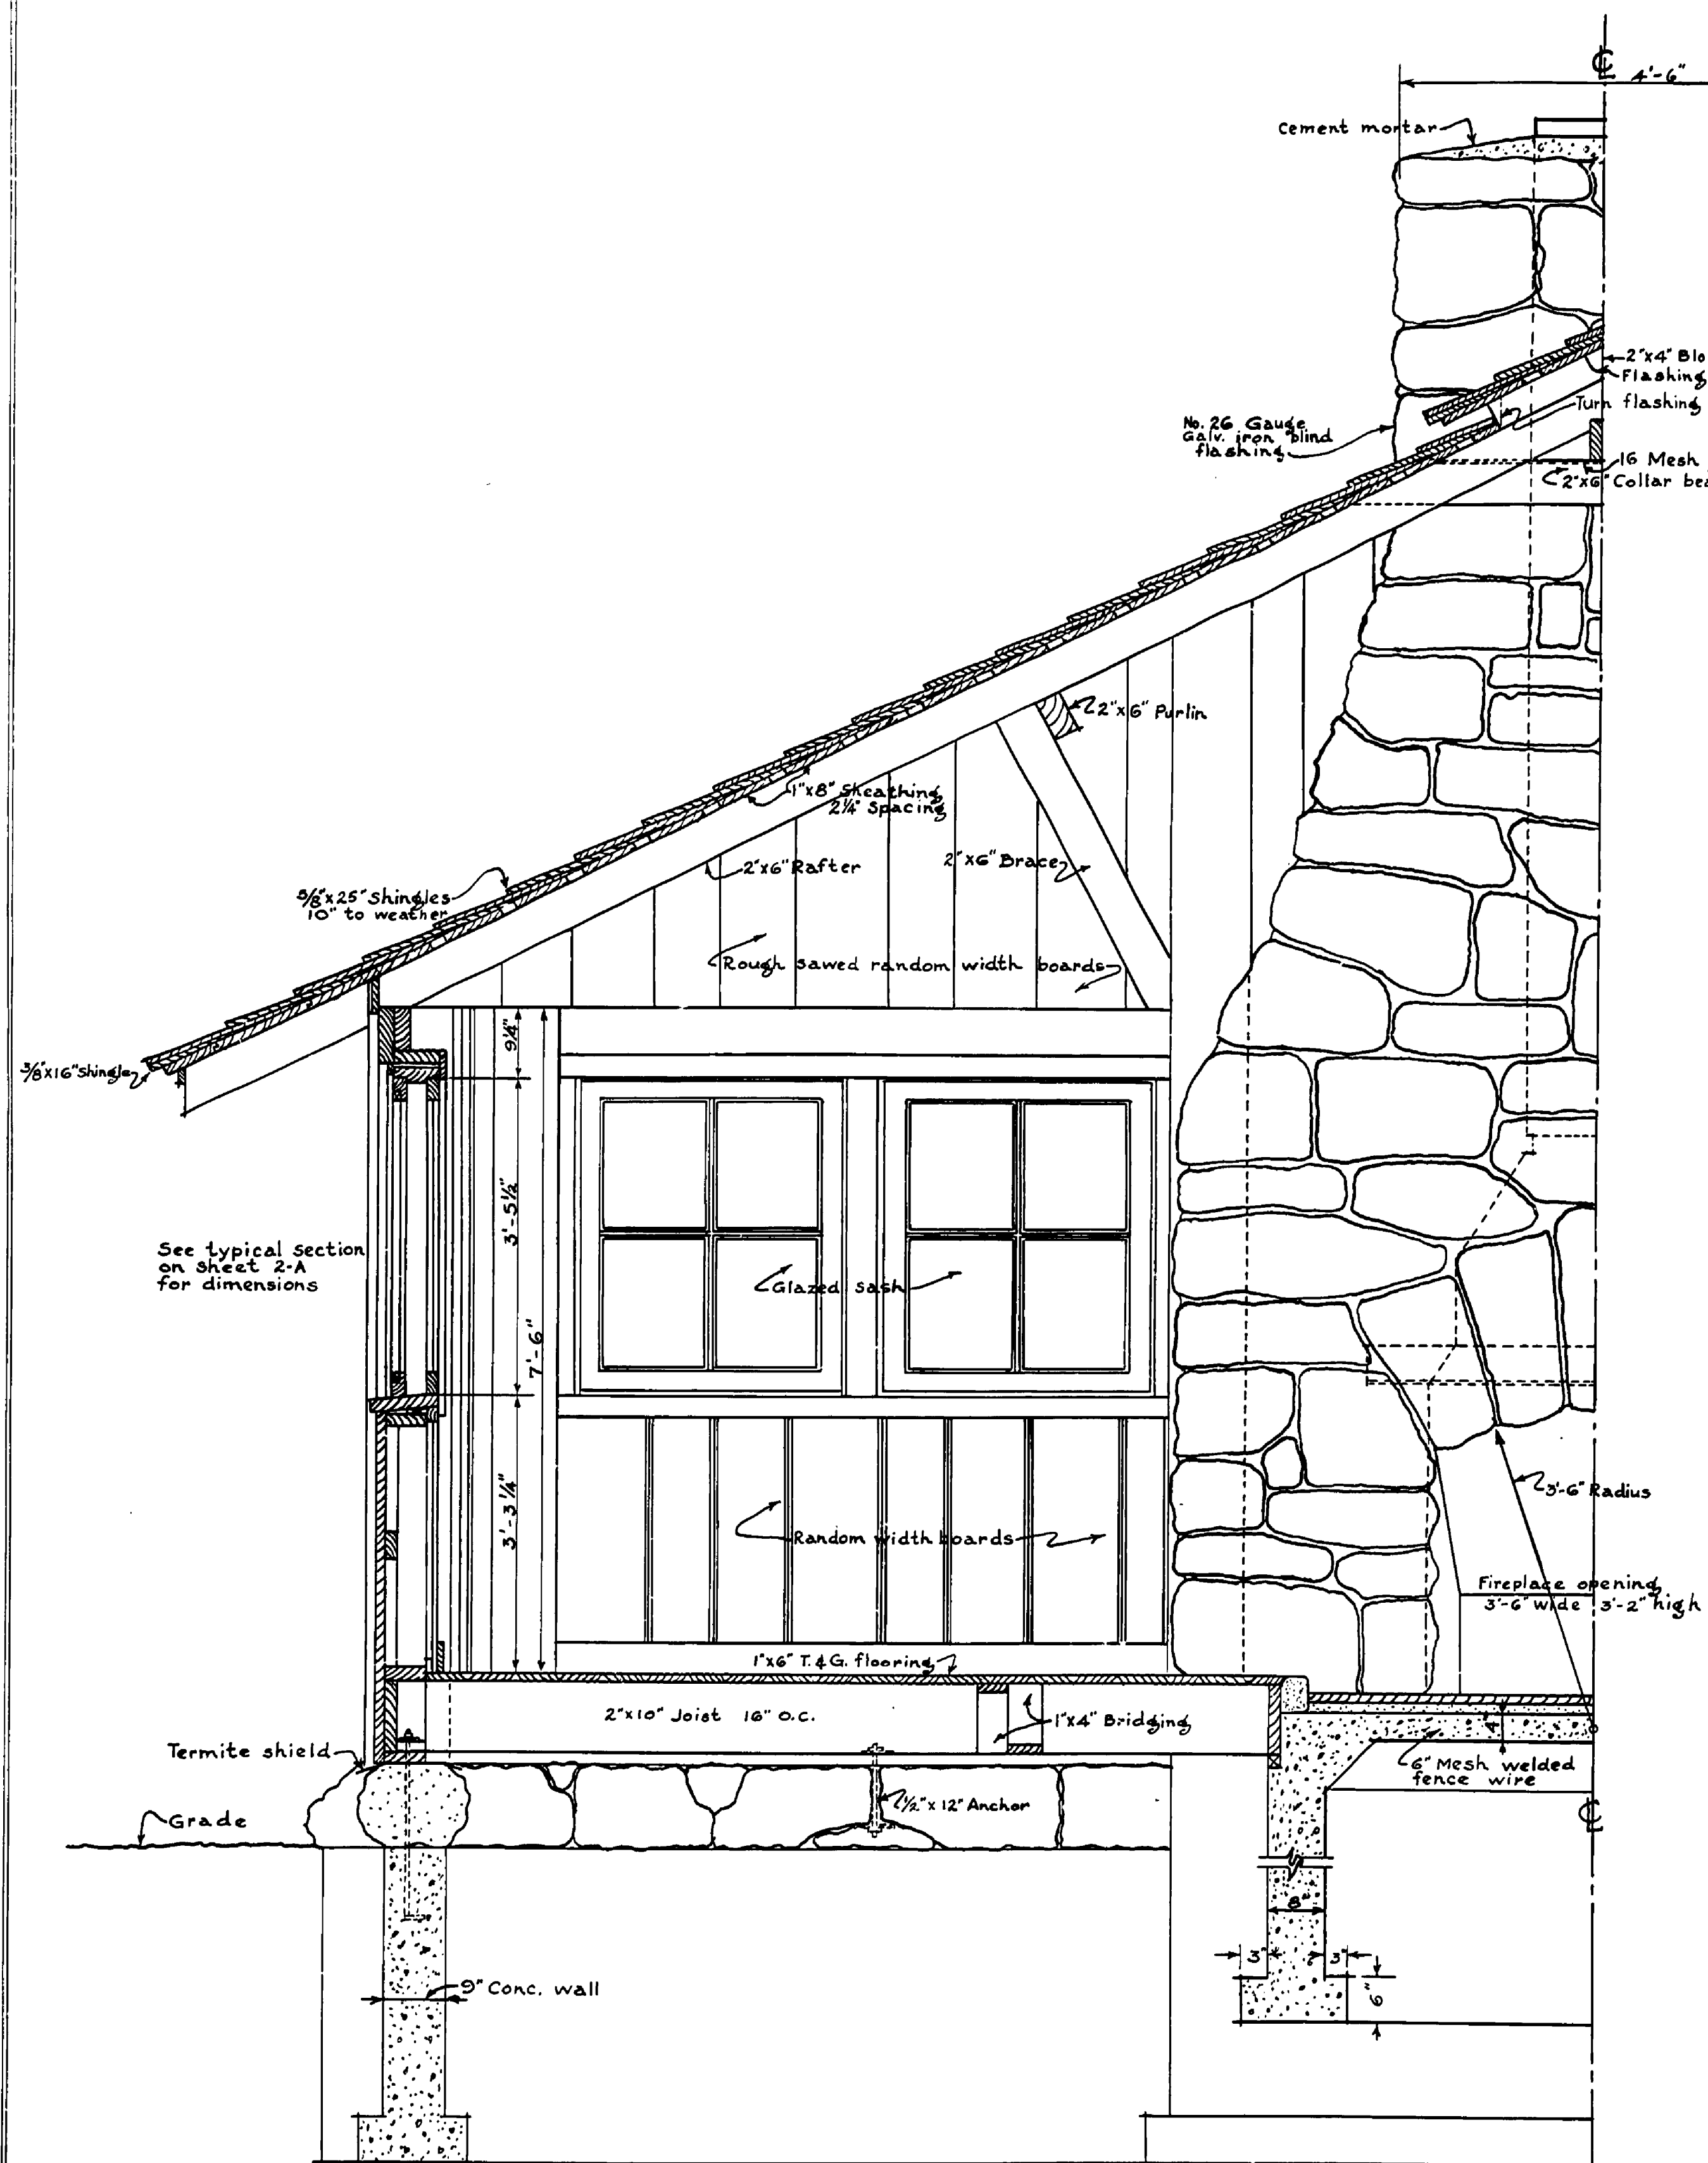 ℄
4'-6"
Cement mortar
2"x4" Blo
Flashing
Turn flashing
No. 26 Gauge
Galv. iron blind
flashing
16 Mesh
2"x6" Collar bea
2"x6" Purlin
1"x8" Sheathing
2¼" Spacing
2"x6" Rafter
2"x6" Brace
5/8"x25" Shingles
10" to weather
Rough sawed random width boards
3/8"x16" Shingle
9¼"
3'-5½"
7'-6"
3'-3¼"
See typical section
on sheet 2-A
for dimensions
Glazed sash
3'-6" Radius
Random width boards
Fireplace opening
3'-6" wide 3'-2" high
1"x6" T.&G. flooring
2"x10" Joist 16" O.C.
1"x4" Bridging
4"
6" Mesh welded
fence wire
Termite shield
½"x12" Anchor
Grade
℄
8"
3"
3"
6"
9" Conc. wall